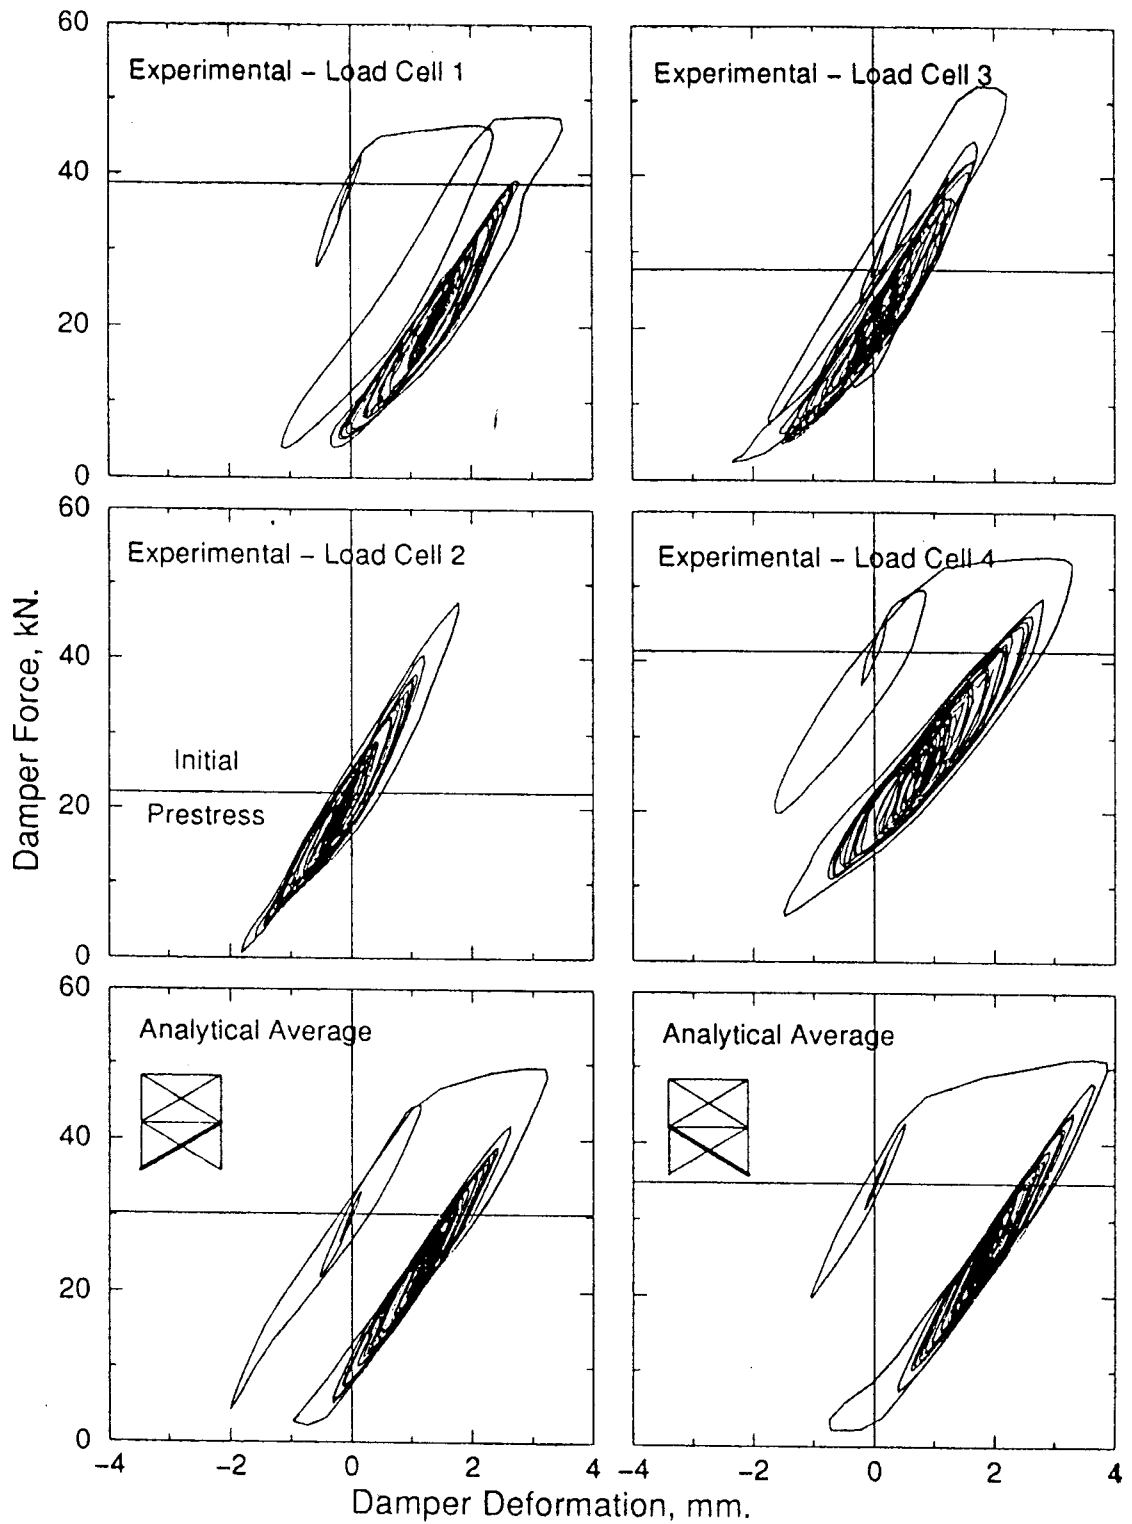 60
40
20
0
Experimental – Load Cell 1
Experimental – Load Cell 3
60
40
20
0
Experimental – Load Cell 2
Initial
Prestress
Experimental – Load Cell 4
Damper Force, kN.
60
40
20
0
Analytical Average
Analytical Average
−4 −2 0 2 4
−4 −2 0 2 4
Damper Deformation, mm.